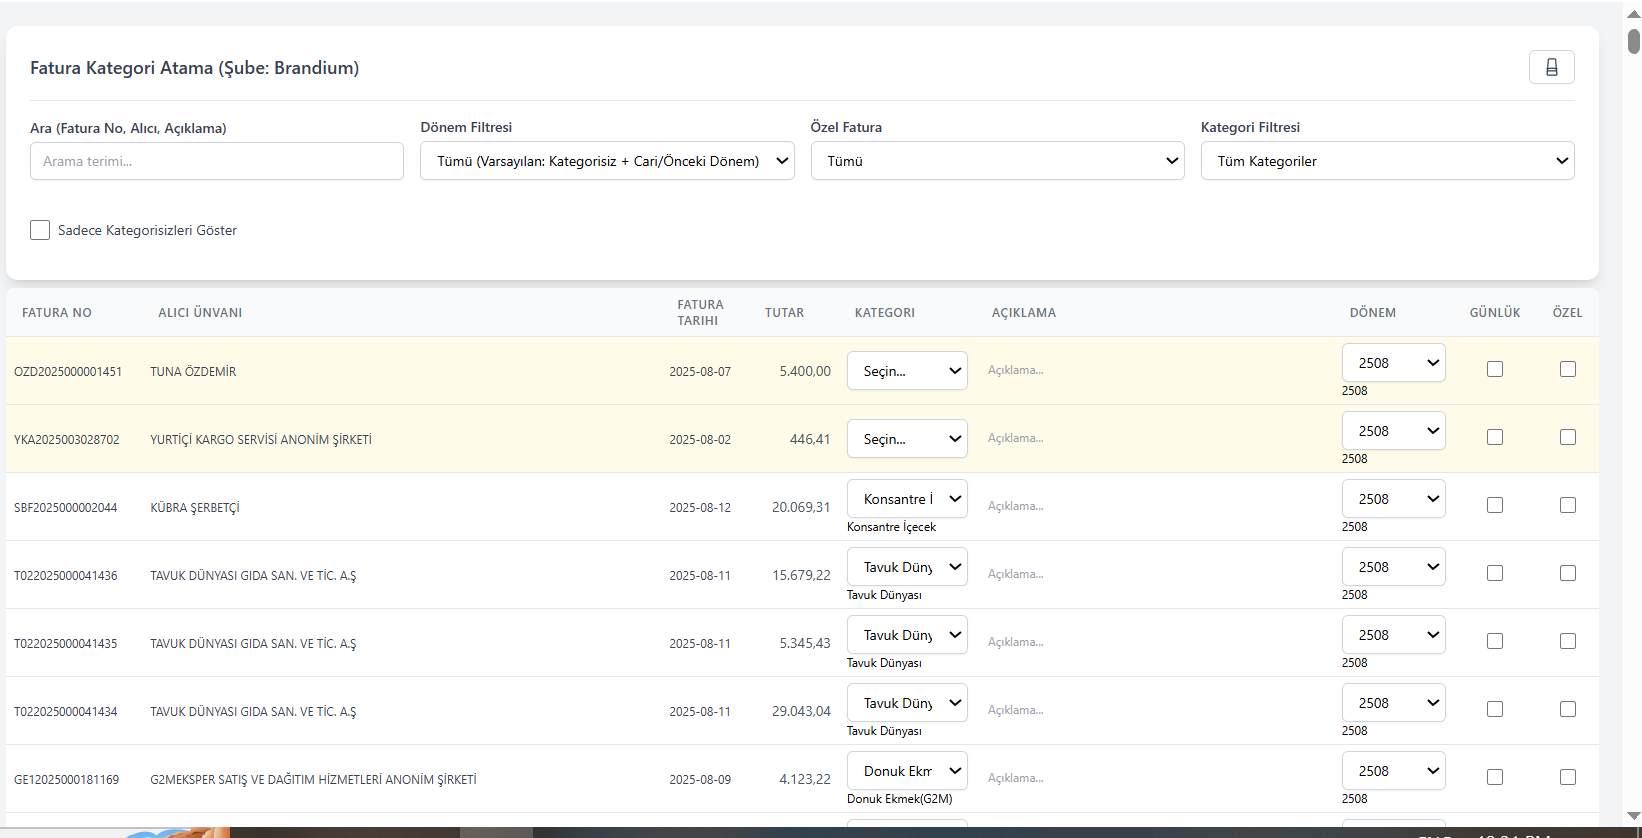 Fatura Kategori Atama (Şube: Brandium)
Ara (Fatura No, Alıcı, Açıklama)
Dönem Filtresi
Özel Fatura
Kategori Filtresi
Arama terimi...
Tümü (Varsayılan: Kategorisiz + Cari/Önceki Dönem)
Tümü
Tüm Kategoriler
Sadece Kategorisizleri Göster
FATURA NO
ALICI ÜNVANI
FATURA
TARIHI
TUTAR
KATEGORI
AÇIKLAMA
DÖNEM
GÜNLÜK
ÖZEL
OZD2025000001451
TUNA ÖZDEMİR
2025-08-07
5.400,00
Seçin...
Açıklama...
2508
2508
YKA2025003028702
YURTİÇİ KARGO SERVİSİ ANONİM ŞİRKETİ
2025-08-02
446,41
Seçin...
Açıklama...
2508
2508
SBF2025000002044
KÜBRA ŞERBETÇİ
2025-08-12
20.069,31
Konsantre İ
Konsantre İçecek
Açıklama...
2508
2508
T022025000041436
TAVUK DÜNYASI GIDA SAN. VE TİC. A.Ş
2025-08-11
15.679,22
Tavuk Düny
Tavuk Dünyası
Açıklama...
2508
2508
T022025000041435
TAVUK DÜNYASI GIDA SAN. VE TİC. A.Ş
2025-08-11
5.345,43
Tavuk Düny
Tavuk Dünyası
Açıklama...
2508
2508
T022025000041434
TAVUK DÜNYASI GIDA SAN. VE TİC. A.Ş
2025-08-11
29.043,04
Tavuk Düny
Tavuk Dünyası
Açıklama...
2508
2508
GE12025000181169
G2MEKSPER SATIŞ VE DAĞITIM HİZMETLERİ ANONİM ŞİRKETİ
2025-08-09
4.123,22
Donuk Ekm
Donuk Ekmek(G2M)
Açıklama...
2508
2508